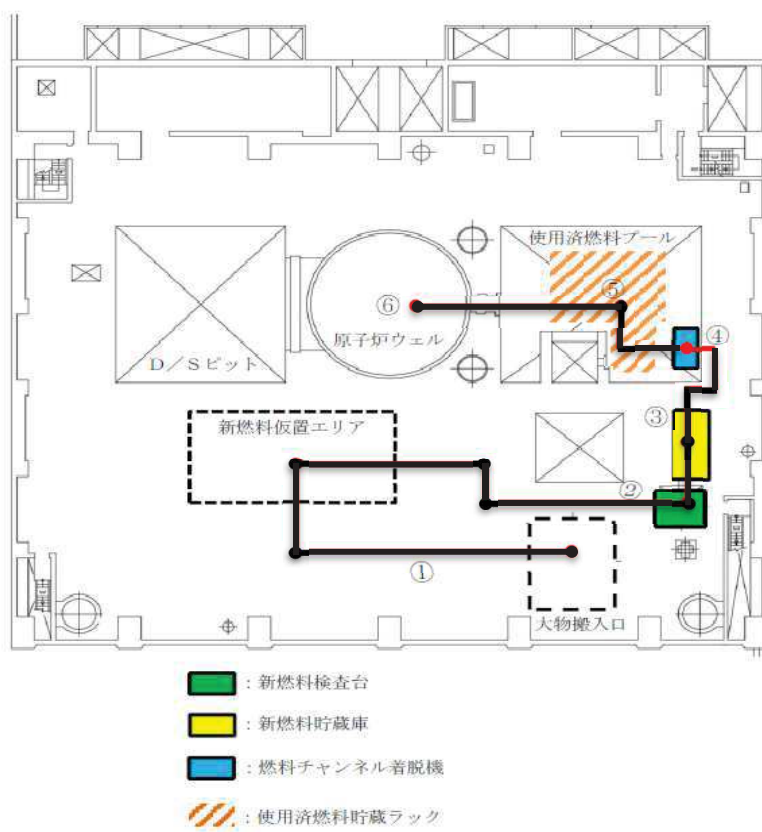 使用済燃料プール
⑤
⑥
④
原子炉ウェル
D/Sピット
③
新燃料仮置エリア
②
①
大物搬入口
：新燃料検査台
：新燃料貯蔵庫
：燃料チャンネル着脱機
：使用済燃料貯蔵ラック